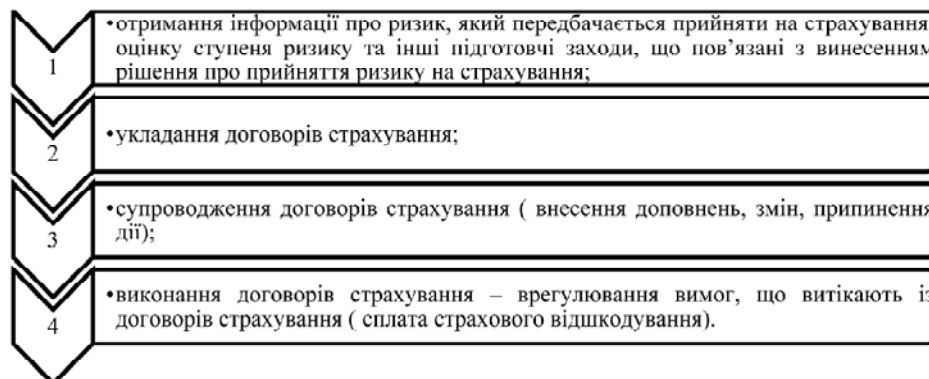 •отримання інформації про ризик, який передбачається прийняти на страхування
оцінку ступеня ризику та інші підготовчі заходи, що пов’язані з винесенням
1
рішення про прийняття ризику на страхування;
•укладання договорів страхування;
2
•супроводження договорів страхування ( внесення доповнень, змін, припинення
3
дії);
•виконання договорів страхування – врегулювання вимог, що витікають із
4
договорів страхування ( сплата страхового відшкодування).